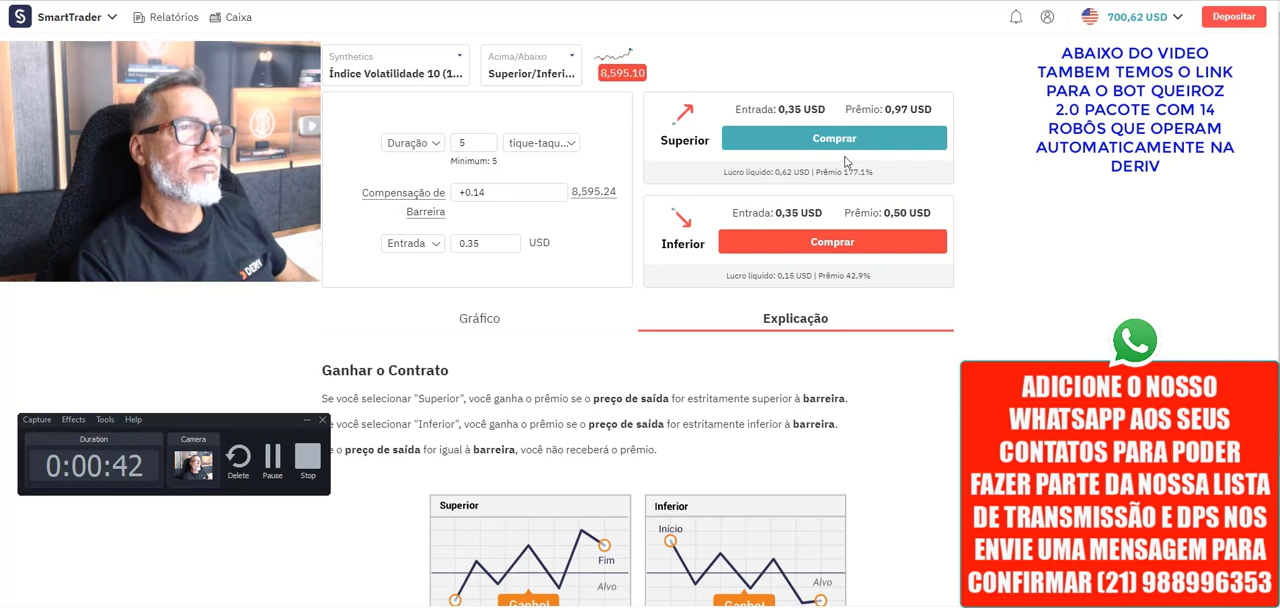 SmartTrader
Relatórios
Caixa
700,62 USD
Depositar
Synthetics
Índice Volatilidade 10 (1...
Acima/Abaixo
Superior/Inferi...
8,595.10
ABAIXO DO VIDEO
TAMBEM TEMOS O LINK
PARA O BOT QUEIROZ
2.0 PACOTE COM 14
ROBÔS QUE OPERAM
AUTOMATICAMENTE NA
DERIV
Duração
5
tique-taqu...
Minimum: 5
Compensação de
Barreira
+0.14
8,595.24
Entrada
0.35
USD
Superior
Entrada: 0,35 USD
Prêmio: 0,97 USD
Comprar
Lucro líquido: 0,62 USD | Prêmio 177.1%
Inferior
Entrada: 0,35 USD
Prêmio: 0,50 USD
Comprar
Lucro líquido: 0,15 USD | Prêmio 42.9%
DERIV
Gráfico
Explicação
Ganhar o Contrato
Se você selecionar "Superior", você ganha o prêmio se o preço de saída for estritamente superior à barreira.
e você selecionar "Inferior", você ganha o prêmio se o preço de saída for estritamente inferior à barreira.
e o preço de saída for igual à barreira, você não receberá o prêmio.
Capture
Effects
Tools
Help
Duration
0:00:42
Camera
Delete
Pause
Stop
Superior
Fim
Alvo
Ganhe!
Inferior
Início
Alvo
Ganhe!
ADICIONE O NOSSO
WHATSAPP AOS SEUS
CONTATOS PARA PODER
FAZER PARTE DA NOSSA LISTA
DE TRANSMISSÃO E DPS NOS
ENVIE UMA MENSAGEM PARA
CONFIRMAR (21) 988996353